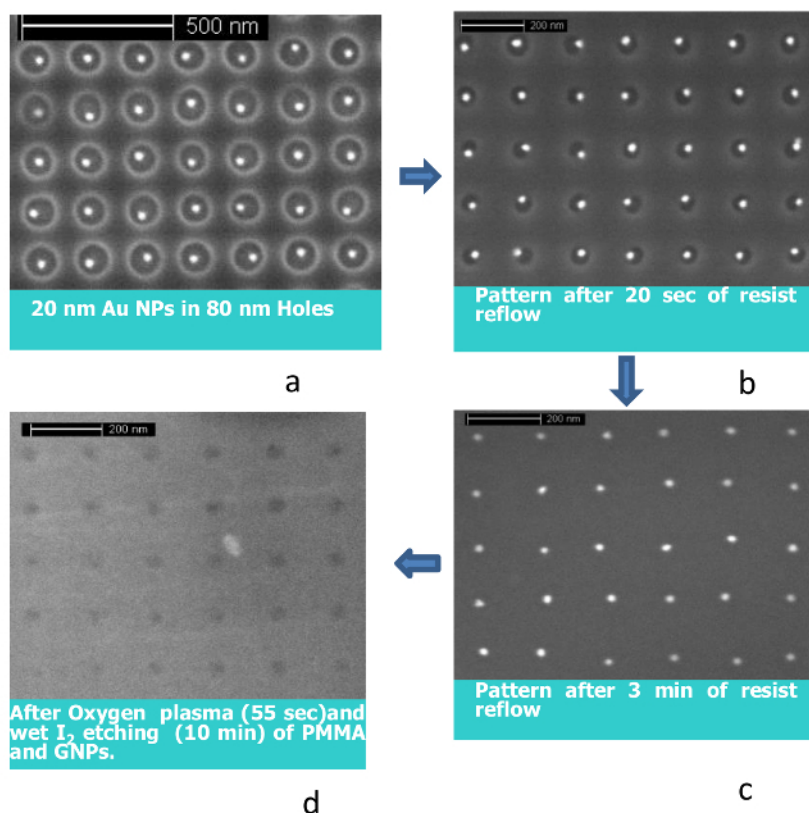 500 nm
200 nm
20 nm Au NPs in 80 nm Holes
Pattern after 20 sec of resist
reflow
a
b
200 nm
200 nm
After Oxygen plasma (55 sec)and
wet I₂ etching (10 min) of PMMA
and GNPs.
Pattern after 3 min of resist
reflow
d
c